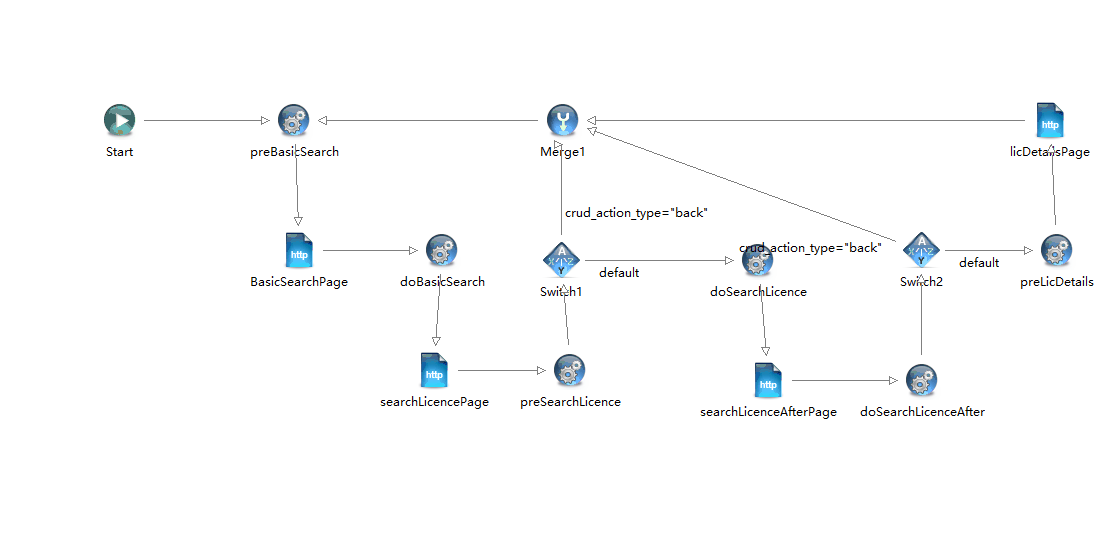 Start
preBasicSearch
Merge1
http
licDetailsPage
crud_action_type="back"
http
BasicSearchPage
doBasicSearch
A
X Y Z
Y
Switch1
default
crud_action_type="back"
doSearchLicence
A
X Y Z
Y
Switch2
default
preLicDetails
http
searchLicencePage
preSearchLicence
http
searchLicenceAfterPage
doSearchLicenceAfter